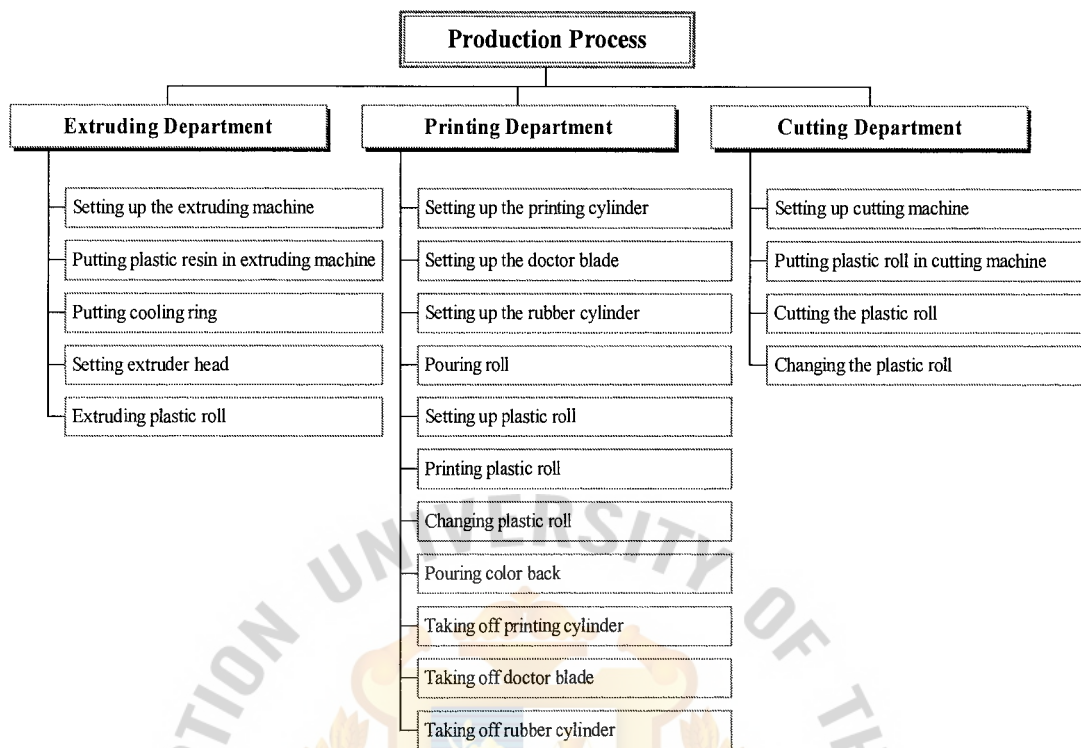 Production Process
Extruding Department
Setting up the extruding machine
Putting plastic resin in extruding machine
Putting cooling ring
Setting extruder head
Extruding plastic roll
Printing Department
Setting up the printing cylinder
Setting up the doctor blade
Setting up the rubber cylinder
Pouring roll
Setting up plastic roll
Printing plastic roll
Changing plastic roll
Pouring color back
Taking off printing cylinder
Taking off doctor blade
Taking off rubber cylinder
Cutting Department
Setting up cutting machine
Putting plastic roll in cutting machine
Cutting the plastic roll
Changing the plastic roll
UNIVERSITY OF